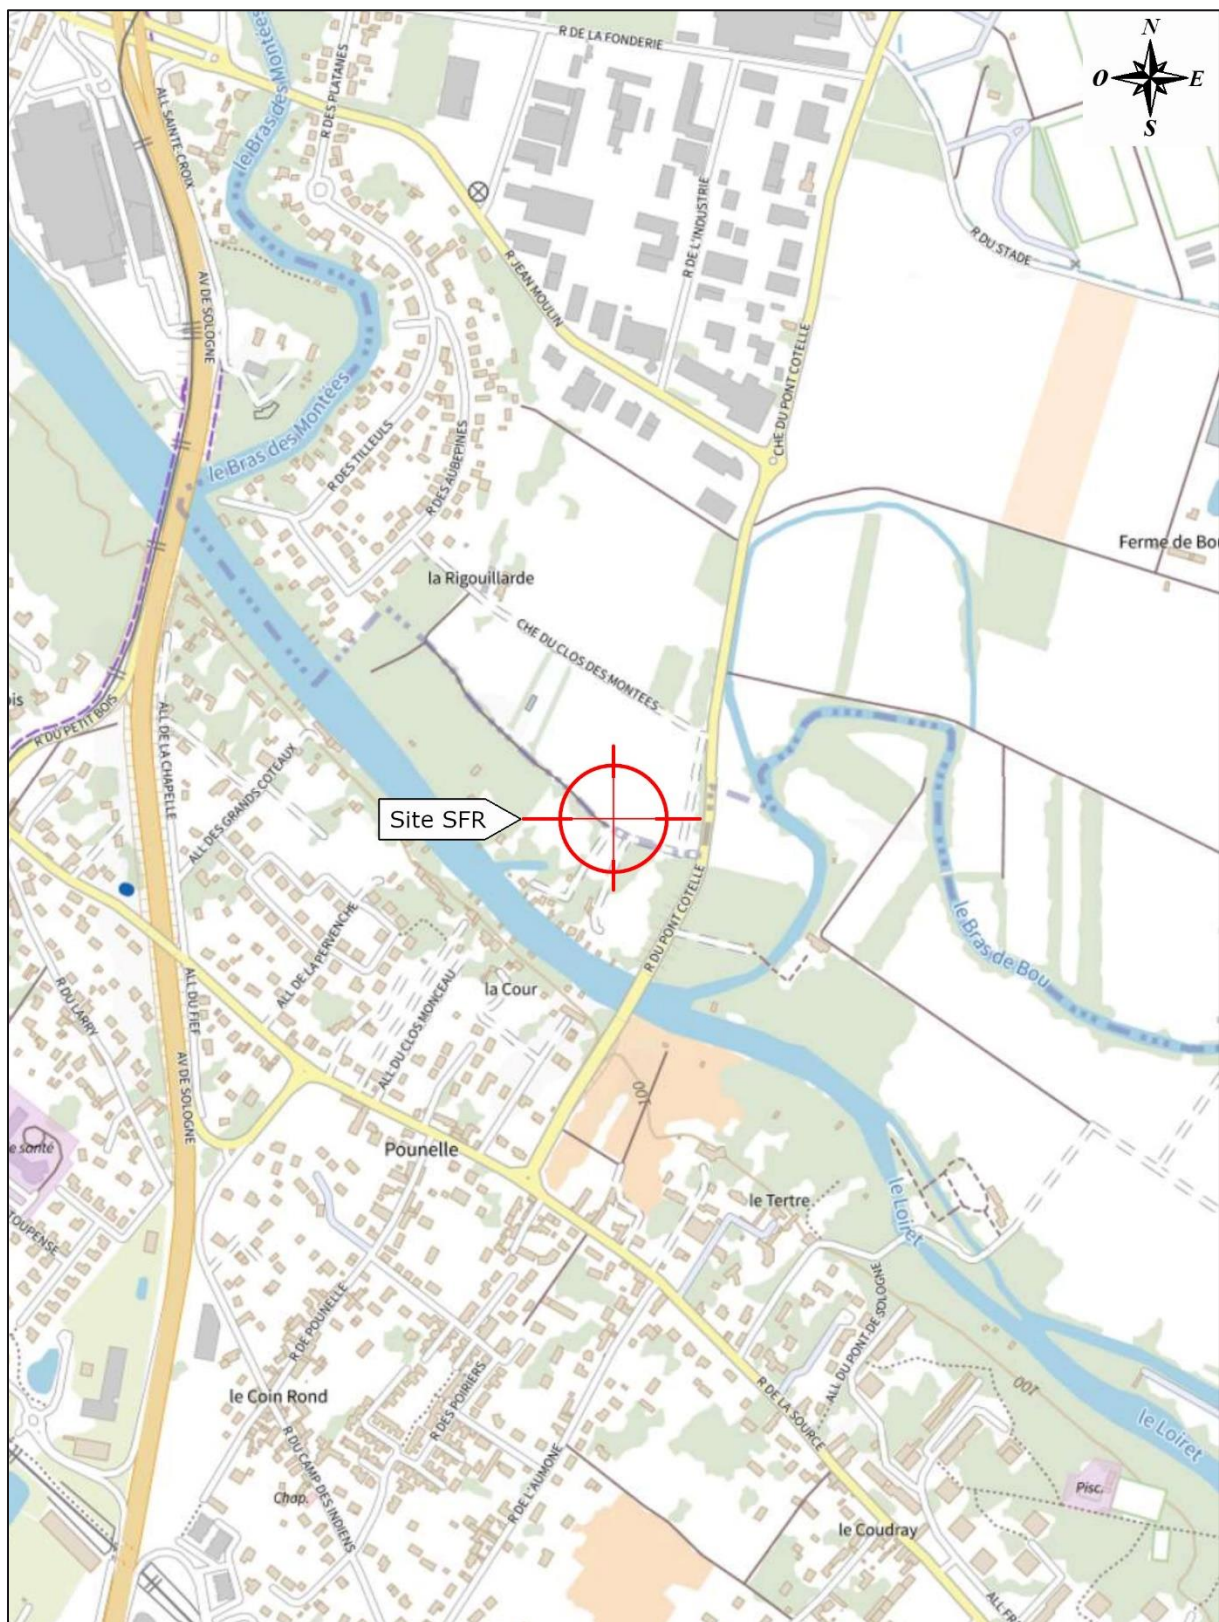 N
O
E
S
R DE LA FONDERIE
R DES PLATANES
ALL SAINTE-CROIX
le Bras des Montées
R DE L'INDUSTRIE
R JEAN MOULIN
R DU STADE
AV DE SOLOGNE
CHE DU PONT COTELLE
le Bras des Montées
R DES TILLEULS
R DES AUBEPINES
Ferme de Bou
la Rigouillarde
CHE DU CLOS DES MONTEES
R DU PETIT BOIS
ALL DE LA CHAPELLE
ALL DES GRANDS COTEAUX
Site SFR
R DU PONT COTELLE
le Bras de Bou
ALL DE LA PERVENCHE
la Cour
ALL DU CLOS MONCEAU
R DU LARRY
ALL DU FIEF
AV DE SOLOGNE
100
Pounelle
e santé
le Tertre
le Loiret
TOUPENSE
ALL DU PONT DE SOLOGNE
R DE POUNELLE
le Coin Rond
R DES POIRIERS
R DE LA SOURCE
100
le Loiret
R DU CAMP DES INDIENS
R DE L'AUMONE
Chap.
Pisc.
le Coudray
ALL FR